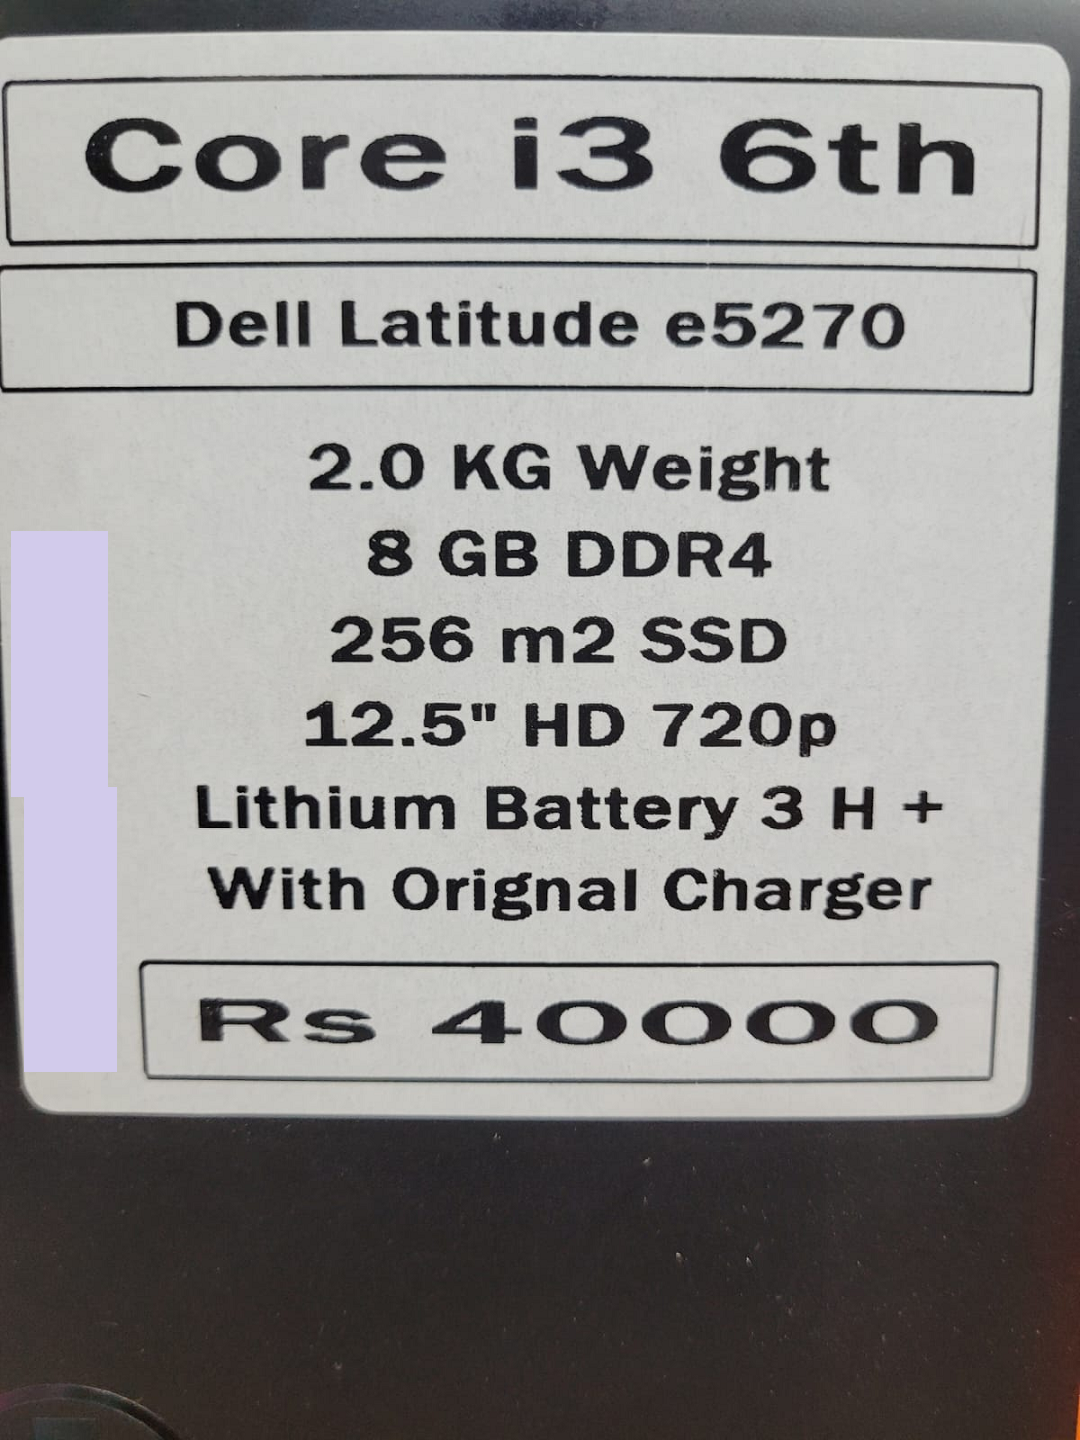 Core i3 6th
Dell Latitude e5270
2.0 KG Weight
8 GB DDR4
256 m2 SSD
12.5" HD 720p
Lithium Battery 3 H +
With Orignal Charger
Rs 40000